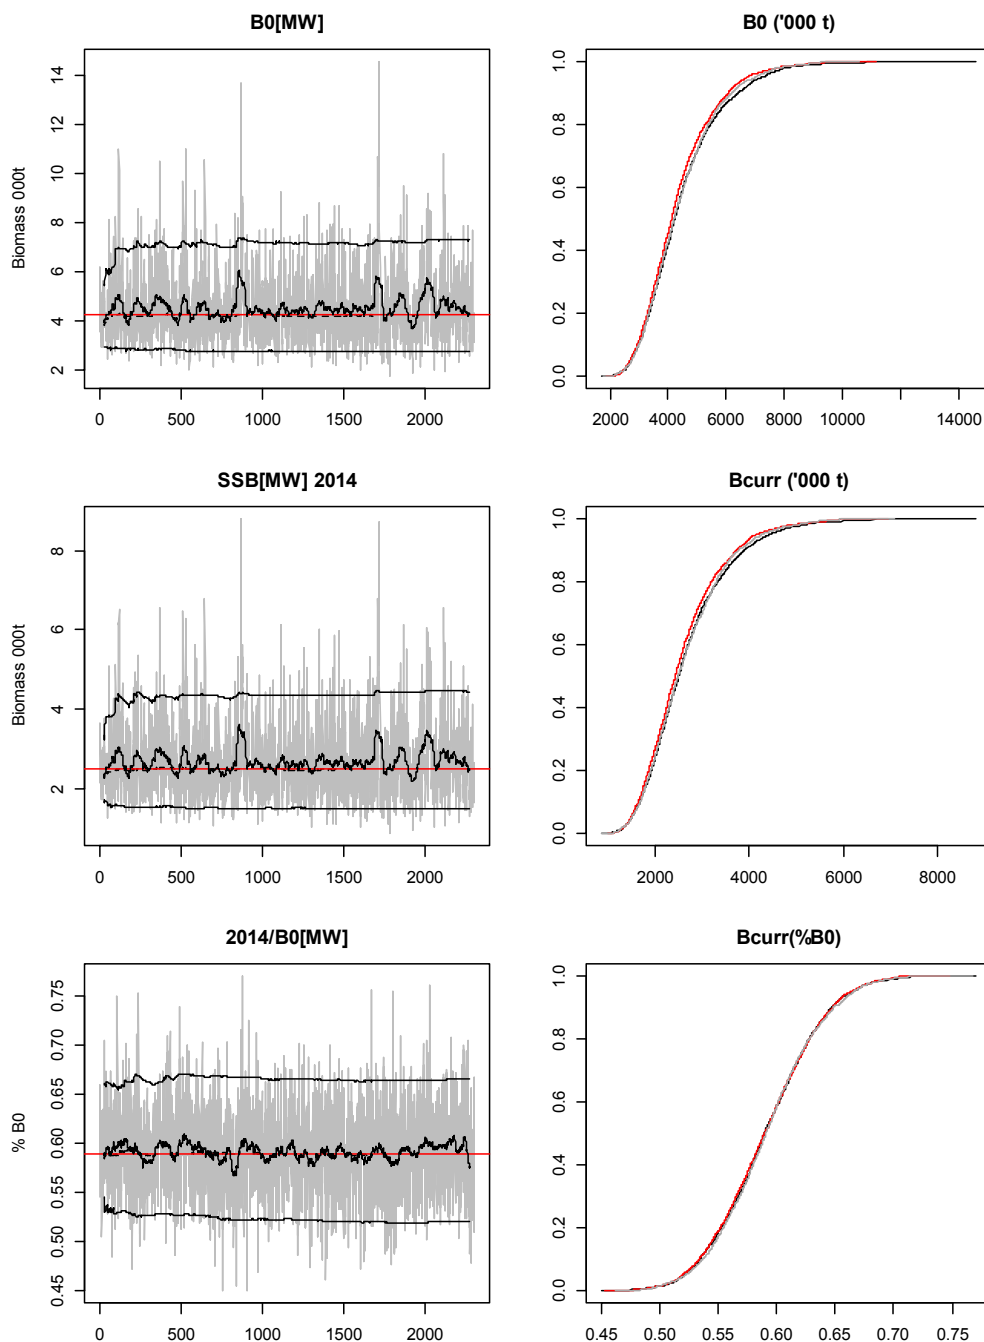 B0[MW]
Biomass 000t
14
12
10
8
6
4
2
0 500 1000 1500 2000
B0 ('000 t)
1.0
0.8
0.6
0.4
0.2
0.0
2000 4000 6000 8000 10000 14000
SSB[MW] 2014
Biomass 000t
8
6
4
2
0 500 1000 1500 2000
Bcurr ('000 t)
1.0
0.8
0.6
0.4
0.2
0.0
2000 4000 6000 8000
2014/B0[MW]
% B0
0.75
0.70
0.65
0.60
0.55
0.50
0.45
0 500 1000 1500 2000
Bcurr(%B0)
1.0
0.8
0.6
0.4
0.2
0.0
0.45 0.50 0.55 0.60 0.65 0.70 0.75